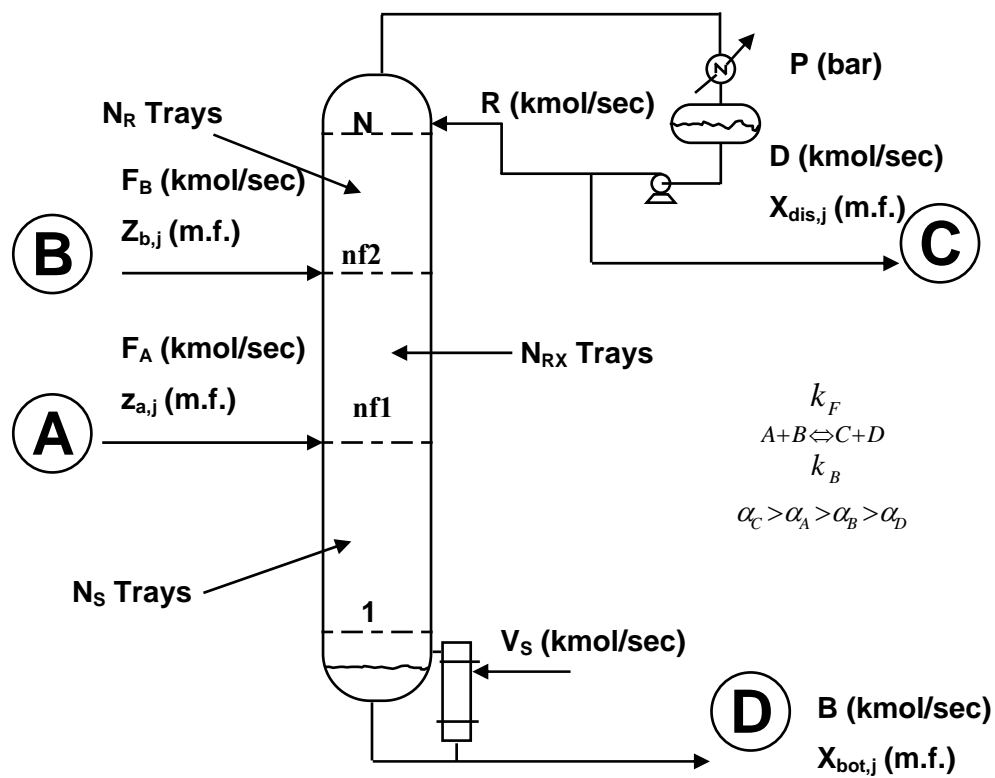 P (bar)
R (kmol/sec)
N_R Trays
N
D (kmol/sec)
X_dis,j (m.f.)
C
F_B (kmol/sec)
Z_b,j (m.f.)
B
nf2
F_A (kmol/sec)
z_a,j (m.f.)
A
nf1
N_RX Trays
k_F
A+B⇔C+D
k_B
α_C>α_A>α_B>α_D
N_S Trays
1
V_S (kmol/sec)
D
B (kmol/sec)
X_bot,j (m.f.)